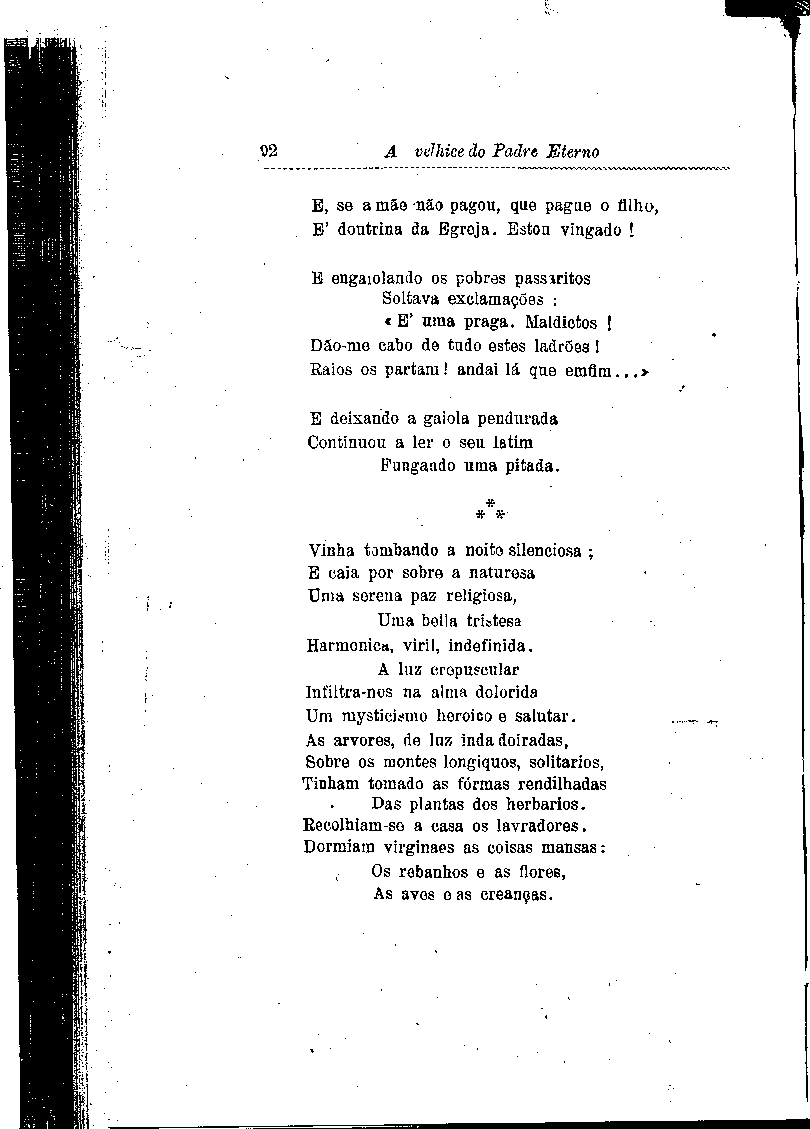 92 A velhice do Padre Eterno
E, se a mãe não pagou, que pague o filho,
E' doutrina da Egreja. Estou vingado !
E engaiolando os pobres passaritos
Soltava exclamações :
« E' uma praga. Maldictos !
Dão-me cabo de tudo estes ladrões !
Raios os partam ! andai lá que emfim...»
E deixando a gaiola pendurada
Continuou a ler o seu latim
Fungando uma pitada.
*
* *
Vinha tombando a noite silenciosa ;
E caia por sobre a naturesa
Uma serena paz religiosa,
Uma bella tristesa
Harmonica, viril, indefinida.
A luz crepuscular
Infiltra-nos na alma dolorida
Um mysticismo heroico e salutar.
As arvores, de luz inda doiradas,
Sobre os montes longiquos, solitarios,
Tinham tomado as fórmas rendilhadas
Das plantas dos herbarios.
Recolhiam-se a casa os lavradores.
Dormiam virginaes as coisas mansas:
Os rebanhos e as flores,
As aves e as creanças.